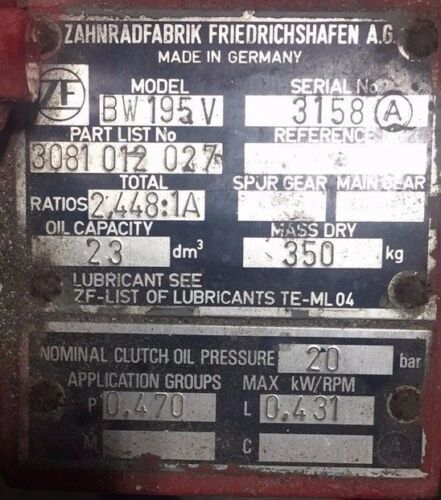 ZAHNRADFABRIK FRIEDRICHSHAFEN A.G.
MADE IN GERMANY
ZF
MODEL SERIAL No
BW 195 V 3158 A
PART LIST No REFERENCE
3081 012 027
TOTAL SPUR GEAR MAIN GEAR
RATIOS 2,448:1A
OIL CAPACITY MASS DRY
23 dm³ 350 kg
LUBRICANT SEE
ZF-LIST OF LUBRICANTS TE-ML 04
NOMINAL CLUTCH OIL PRESSURE 20 bar
APPLICATION GROUPS MAX kW/RPM
P 0,470 L 0,431
M C